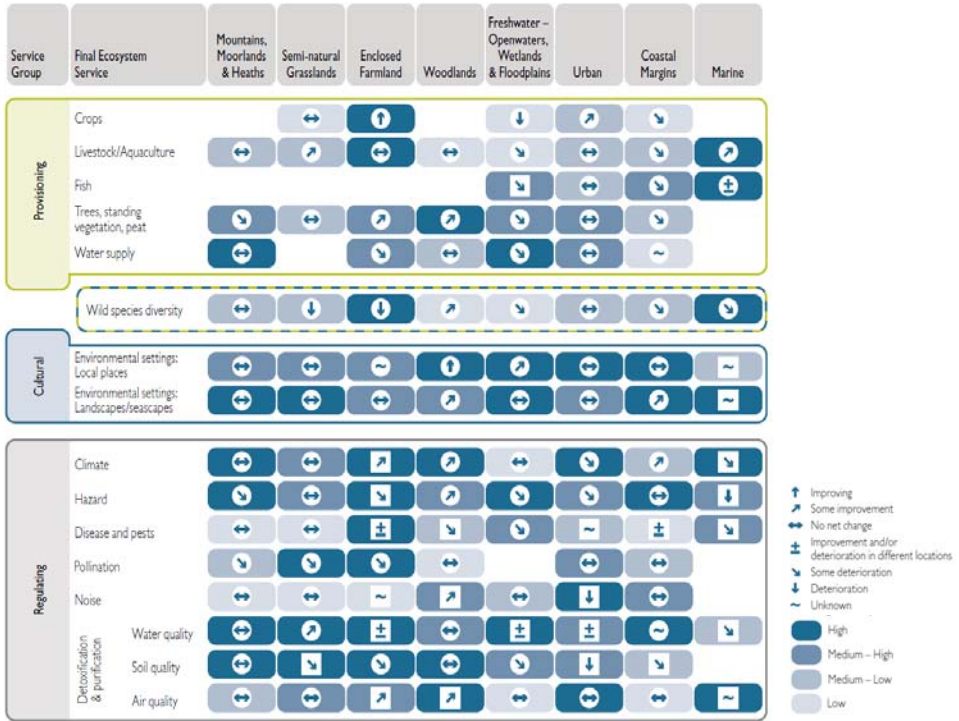 Service
Group
Final Ecosystem
Service
Mountains,
Moorlands
& Heaths
Semi-natural
Grasslands
Enclosed
Farmland
Woodlands
Freshwater –
Openwaters,
Wetlands
& Floodplains
Urban
Coastal
Margins
Marine
Provisioning
Crops
Livestock/Aquaculture
Fish
Trees, standing
vegetation, peat
Water supply
Wild species diversity
Cultural
Environmental settings:
Local places
Environmental settings:
Landscapes/seascapes
Regulating
Climate
Hazard
Disease and pests
Pollination
Noise
Detoxification
& purification
Water quality
Soil quality
Air quality
Improving
Some improvement
No net change
Improvement and/or
deterioration in different locations
Some deterioration
Deterioration
Unknown
High
Medium – High
Medium – Low
Low